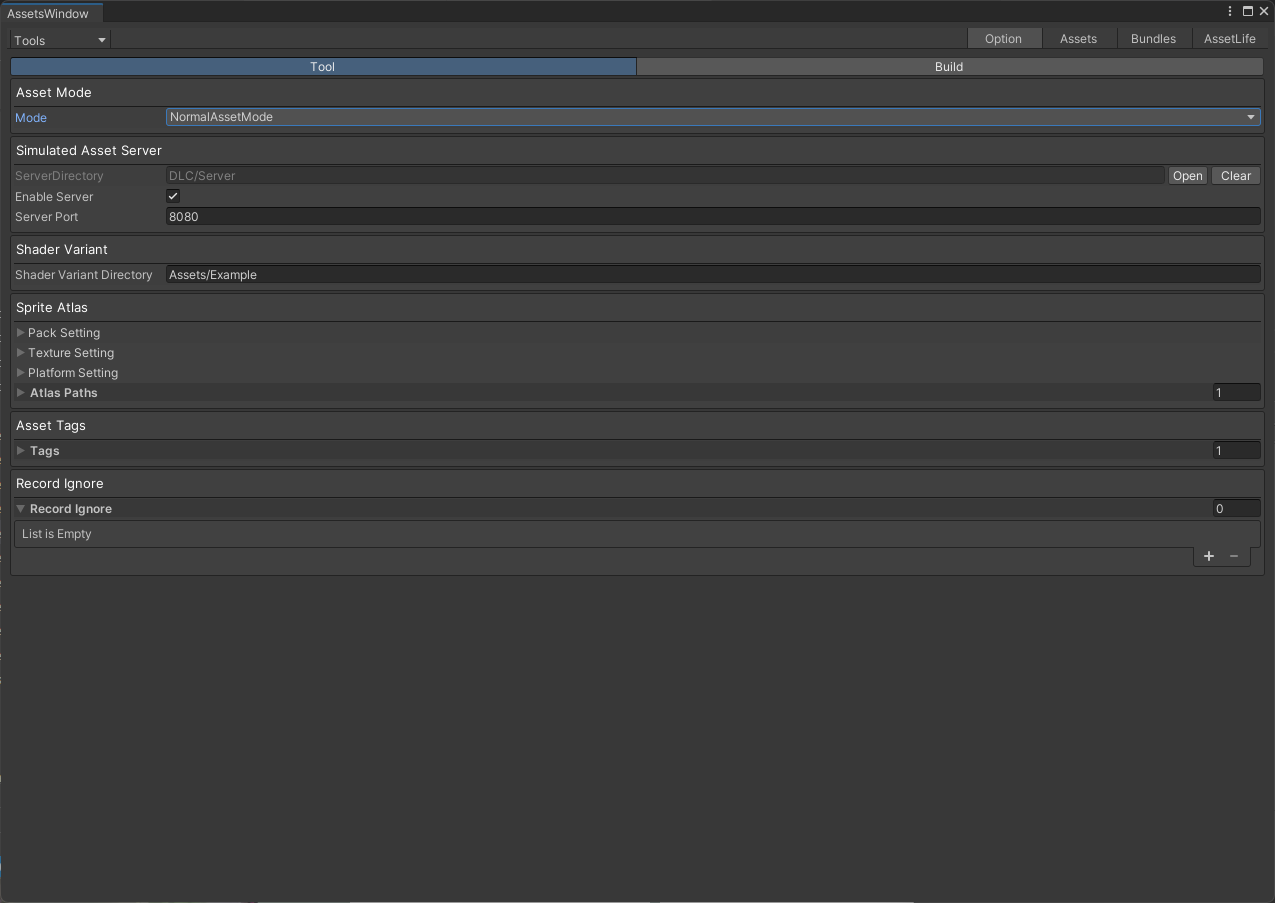 AssetsWindow
Tools Option Assets Bundles AssetLife
Tool Build
Asset Mode
Mode NormalAssetMode
Simulated Asset Server
ServerDirectory DLC/Server Open Clear
Enable Server
Server Port 8080
Shader Variant
Shader Variant Directory Assets/Example
Sprite Atlas
Pack Setting
Texture Setting
Platform Setting
Atlas Paths 1
Asset Tags
Tags 1
Record Ignore
Record Ignore 0
List is Empty